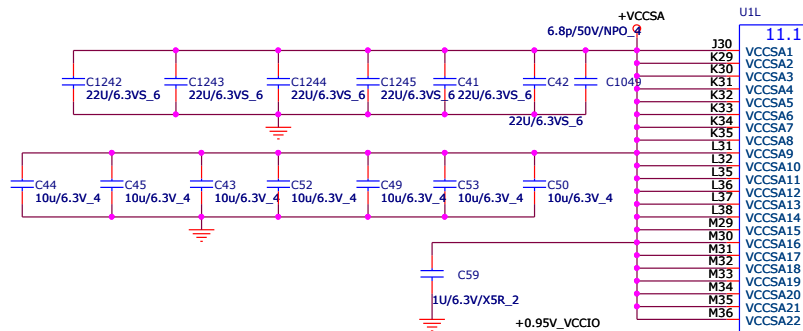 U1L
+VCCSA
6.8p/50V/NPO_4
11.1
J30 VCCSA1
K29 VCCSA2
K30 VCCSA3
K31 VCCSA4
K32 VCCSA5
K33 VCCSA6
K34 VCCSA7
K35 VCCSA8
L31 VCCSA9
L32 VCCSA10
L35 VCCSA11
L36 VCCSA12
L37 VCCSA13
L38 VCCSA14
M29 VCCSA15
M30 VCCSA16
M31 VCCSA17
M32 VCCSA18
M33 VCCSA19
M34 VCCSA20
M35 VCCSA21
M36 VCCSA22
C1242 C1243 C1244 C1245 C41 C42 C1049
22U/6.3VS_6 22U/6.3VS_6 22U/6.3VS_6 22U/6.3VS_6 22U/6.3VS_6
22U/6.3VS_6
C44 C45 C43 C52 C49 C53 C50
10u/6.3V_4 10u/6.3V_4 10u/6.3V_4 10u/6.3V_4 10u/6.3V_4 10u/6.3V_4 10u/6.3V_4
C59
1U/6.3V/X5R_2
+0.95V_VCCIO